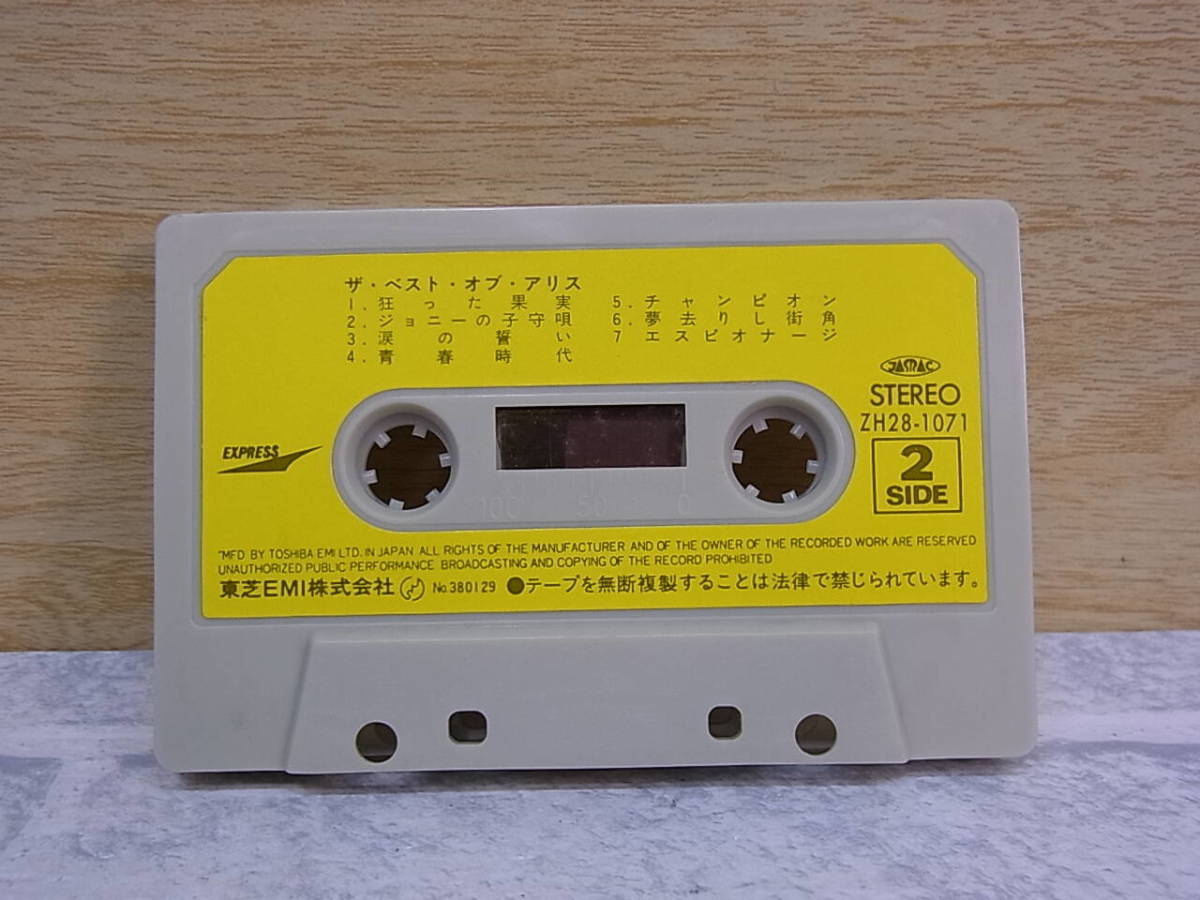 ザ・ベスト・オブ・アリス
1. 狂った果実
2. ジョニーの子守唄
3. 涙の誓い
4. 青春時代
5. チャンピオン
6. 夢去りし街角
7 エスピオナージ
JASRAC
STEREO
ZH28-1071
2
SIDE
EXPRESS
100 50 0
"MFD BY TOSHIBA EMI LTD. IN JAPAN ALL RIGHTS OF THE MANUFACTURER AND OF THE OWNER OF THE RECORDED WORK ARE RESERVED
UNAUTHORIZED PUBLIC PERFORMANCE BROADCASTING AND COPYING OF THE RECORD PROHIBITED
東芝EMI株式会社 No.380129 ●テープを無断複製することは法律で禁じられています。